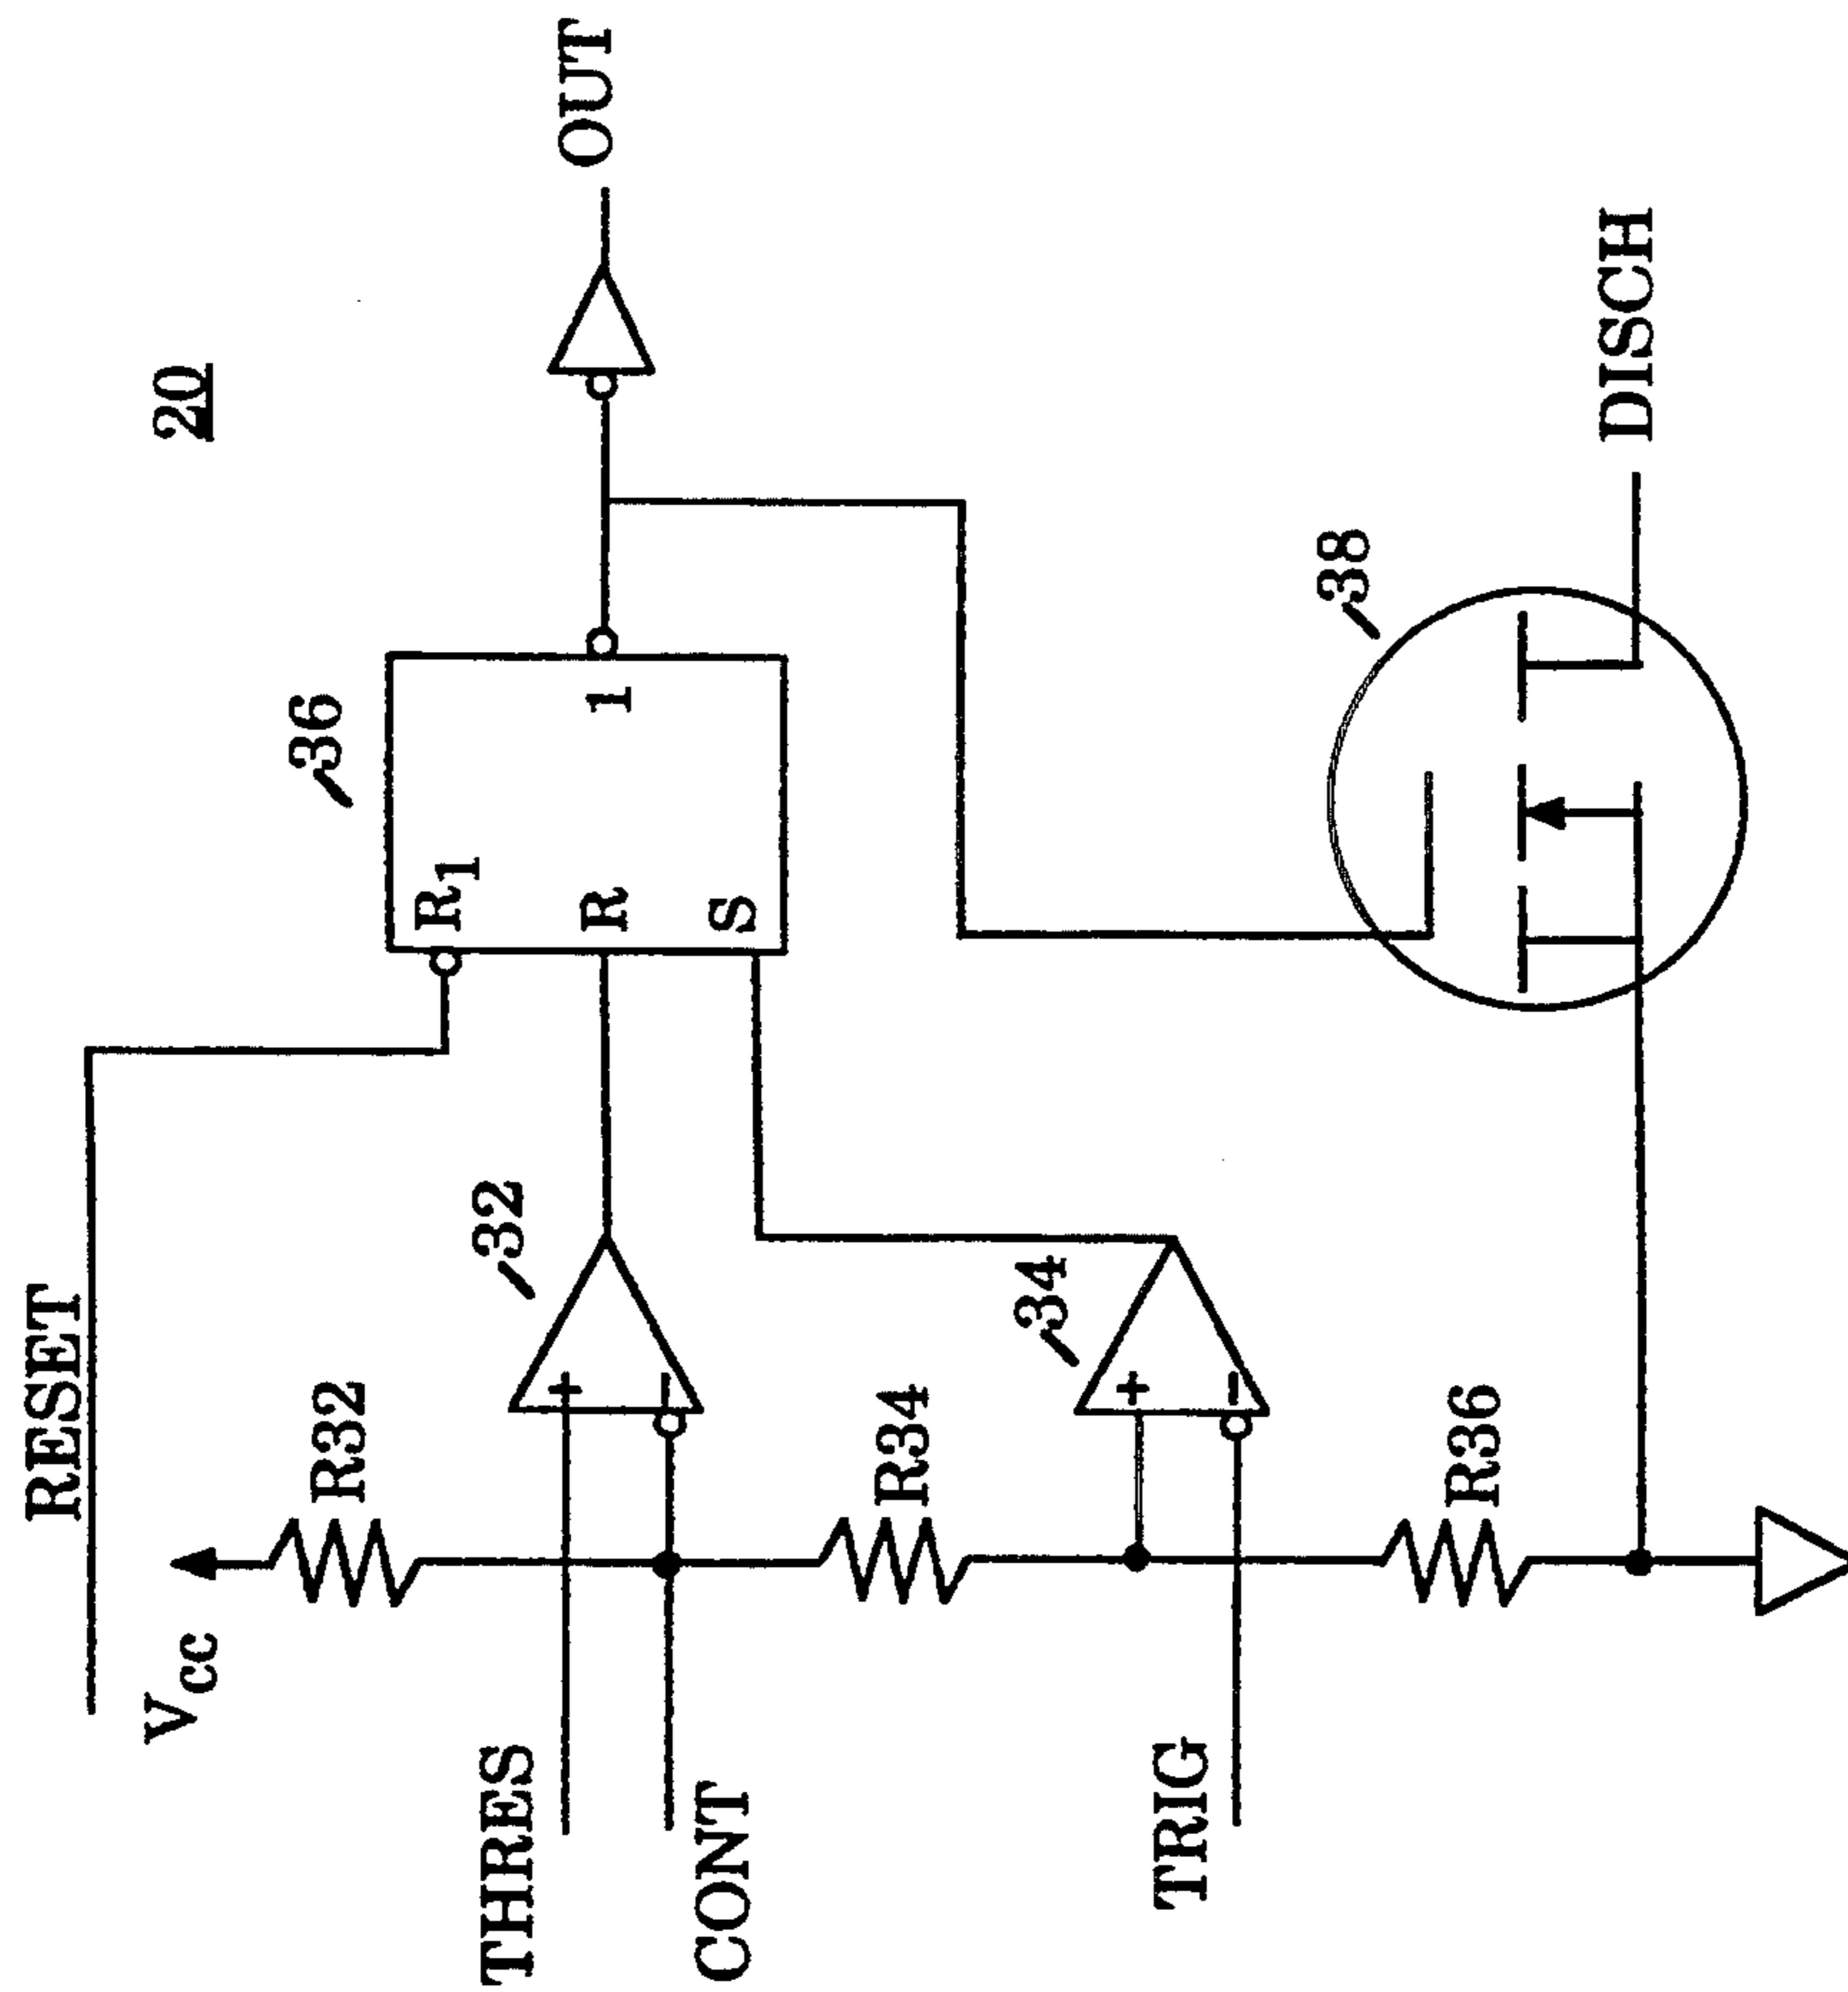 20
RESET
VCC
R32
THRES
CONT
32
+
−
36
R1
R
S
1
OUT
R34
34
+
−
TRIG
R36
38
DISCH